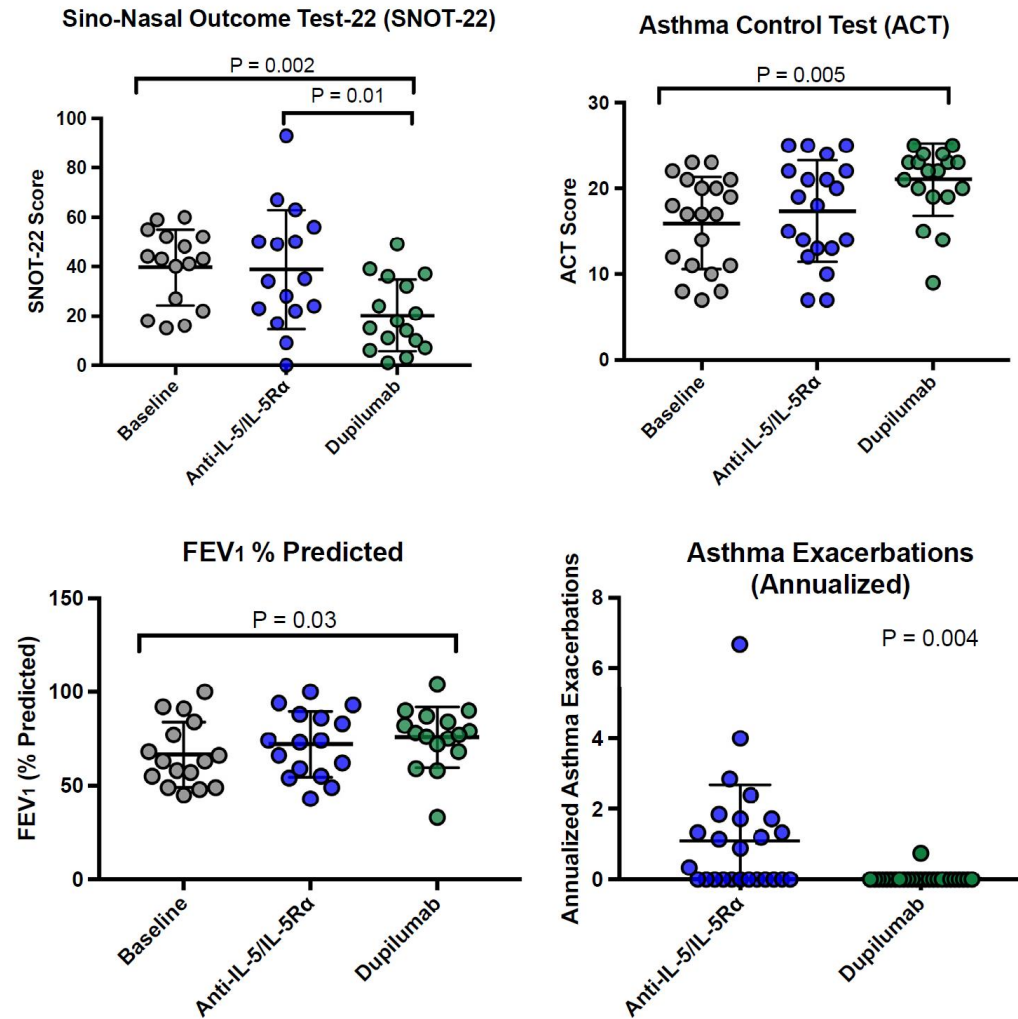 Sino-Nasal Outcome Test-22 (SNOT-22)
P = 0.002
P = 0.01
SNOT-22 Score
100
80
60
40
20
0
Baseline
Anti-IL-5/IL-5Rα
Dupilumab
Asthma Control Test (ACT)
P = 0.005
ACT Score
30
20
10
0
Baseline
Anti-IL-5/IL-5Rα
Dupilumab
FEV₁ % Predicted
P = 0.03
FEV₁ (% Predicted)
150
100
50
0
Baseline
Anti-IL-5/IL-5Rα
Dupilumab
Asthma Exacerbations
(Annualized)
P = 0.004
Annualized Asthma Exacerbations
8
6
4
2
0
Anti-IL-5/IL-5Rα
Dupilumab